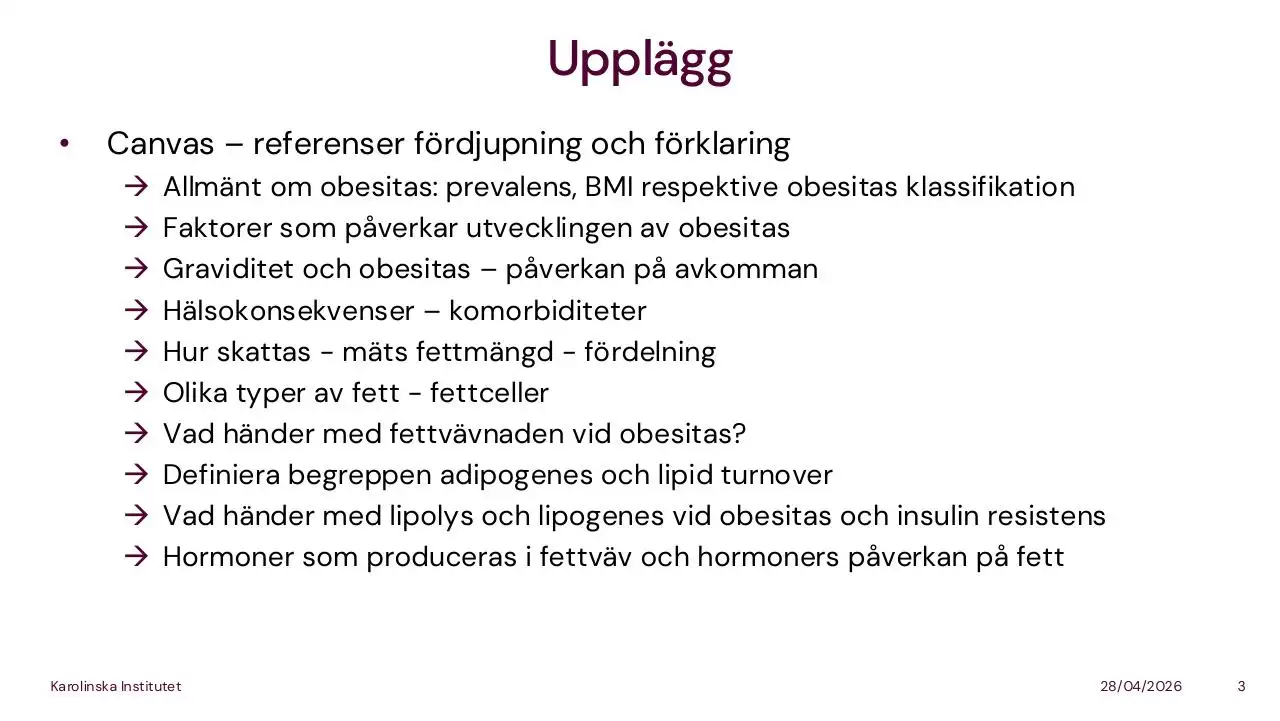 Upplägg
• Canvas – referenser fördjupning och förklaring
→ Allmänt om obesitas: prevalens, BMI respektive obesitas klassifikation
→ Faktorer som påverkar utvecklingen av obesitas
→ Graviditet och obesitas – påverkan på avkomman
→ Hälsokonsekvenser – komorbiditeter
→ Hur skattas - mäts fettmängd - fördelning
→ Olika typer av fett - fettceller
→ Vad händer med fettvävnaden vid obesitas?
→ Definiera begreppen adipogenes och lipid turnover
→ Vad händer med lipolys och lipogenes vid obesitas och insulin resistens
→ Hormoner som produceras i fettväv och hormoners påverkan på fett
Karolinska Institutet 28/04/2026 3